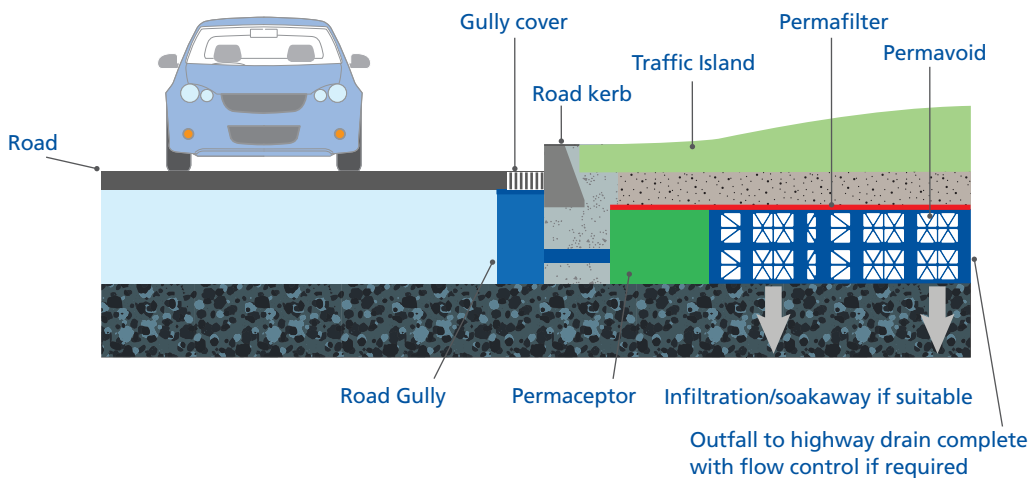 Gully cover
Permafilter
Permavoid
Traffic Island
Road kerb
Road
Road Gully
Permaceptor
Infiltration/soakaway if suitable
Outfall to highway drain complete
with flow control if required